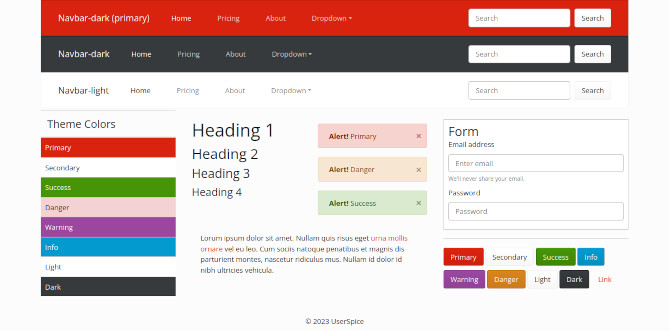 Navbar-dark (primary) Home Pricing About Dropdown Search Search
Navbar-dark Home Pricing About Dropdown Search Search
Navbar-light Home Pricing About Dropdown Search Search
Theme Colors
Primary
Secondary
Success
Danger
Warning
Info
Light
Dark
Heading 1
Heading 2
Heading 3
Heading 4
Alert! Primary ×
Alert! Danger ×
Alert! Success ×
Lorum ipsum dolor sit amet. Nullam quis risus eget urna mollis
ornare vel eu leo. Cum sociis natoque penatibus et magnis dis
parturient montes, nascetur ridiculus mus. Nullam id dolor id
nibh ultricies vehicula.
Form
Email address
Enter email
We'll never share your email.
Password
Password
Primary Secondary Success Info
Warning Danger Light Dark Link
© 2023 UserSpice